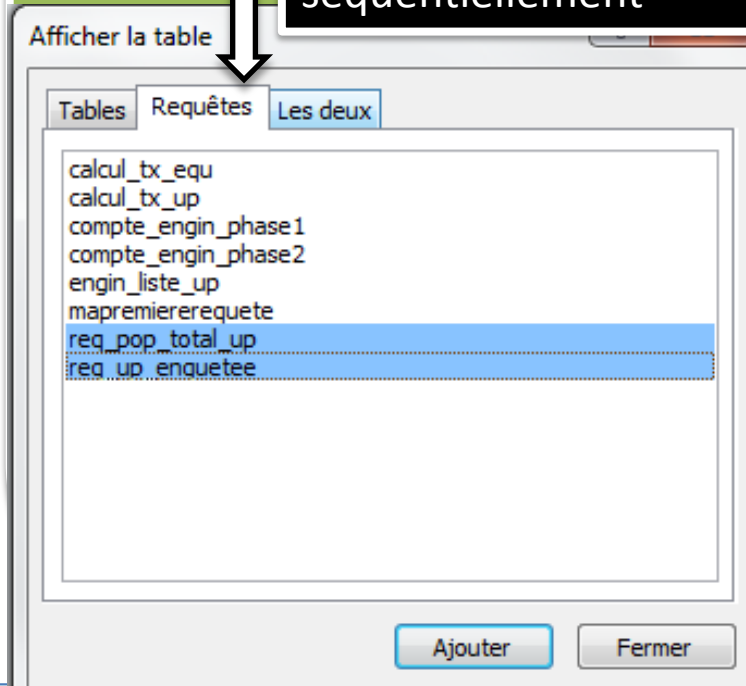 séquentiellement
Afficher la table
Tables Requêtes Les deux
calcul_tx_equ
calcul_tx_up
compte_engin_phase1
compte_engin_phase2
engin_liste_up
mapremiererequete
req_pop_total_up
req_up_enquetee
Ajouter Fermer